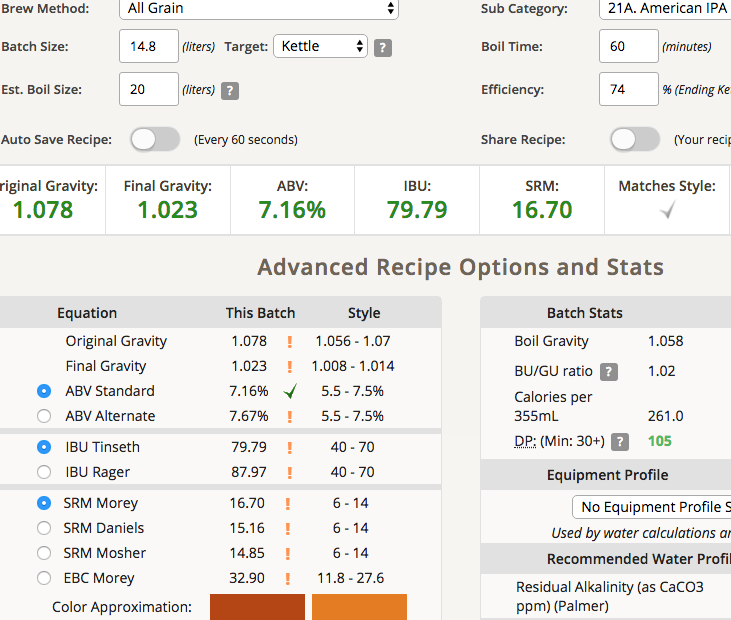 Brew Method: All Grain Sub Category: 21A. American IPA
Batch Size: 14.8 (liters) Target: Kettle ? Boil Time: 60 (minutes)
Est. Boil Size: 20 (liters) ? Efficiency: 74 % (Ending Ke
Auto Save Recipe: (Every 60 seconds) Share Recipe: (Your recip
riginal Gravity: Final Gravity: ABV: IBU: SRM: Matches Style:
1.078 1.023 7.16% 79.79 16.70
Advanced Recipe Options and Stats
Equation This Batch Style
Original Gravity 1.078 ! 1.056 - 1.07
Final Gravity 1.023 ! 1.008 - 1.014
ABV Standard 7.16% 5.5 - 7.5%
ABV Alternate 7.67% ! 5.5 - 7.5%
IBU Tinseth 79.79 ! 40 - 70
IBU Rager 87.97 ! 40 - 70
SRM Morey 16.70 ! 6 - 14
SRM Daniels 15.16 ! 6 - 14
SRM Mosher 14.85 ! 6 - 14
EBC Morey 32.90 ! 11.8 - 27.6
Color Approximation:
Batch Stats
Boil Gravity 1.058
BU/GU ratio ? 1.02
Calories per
355mL 261.0
DP: (Min: 30+) ? 105
Equipment Profile
No Equipment Profile S
Used by water calculations an
Recommended Water Profil
Residual Alkalinity (as CaCO3
ppm) (Palmer)